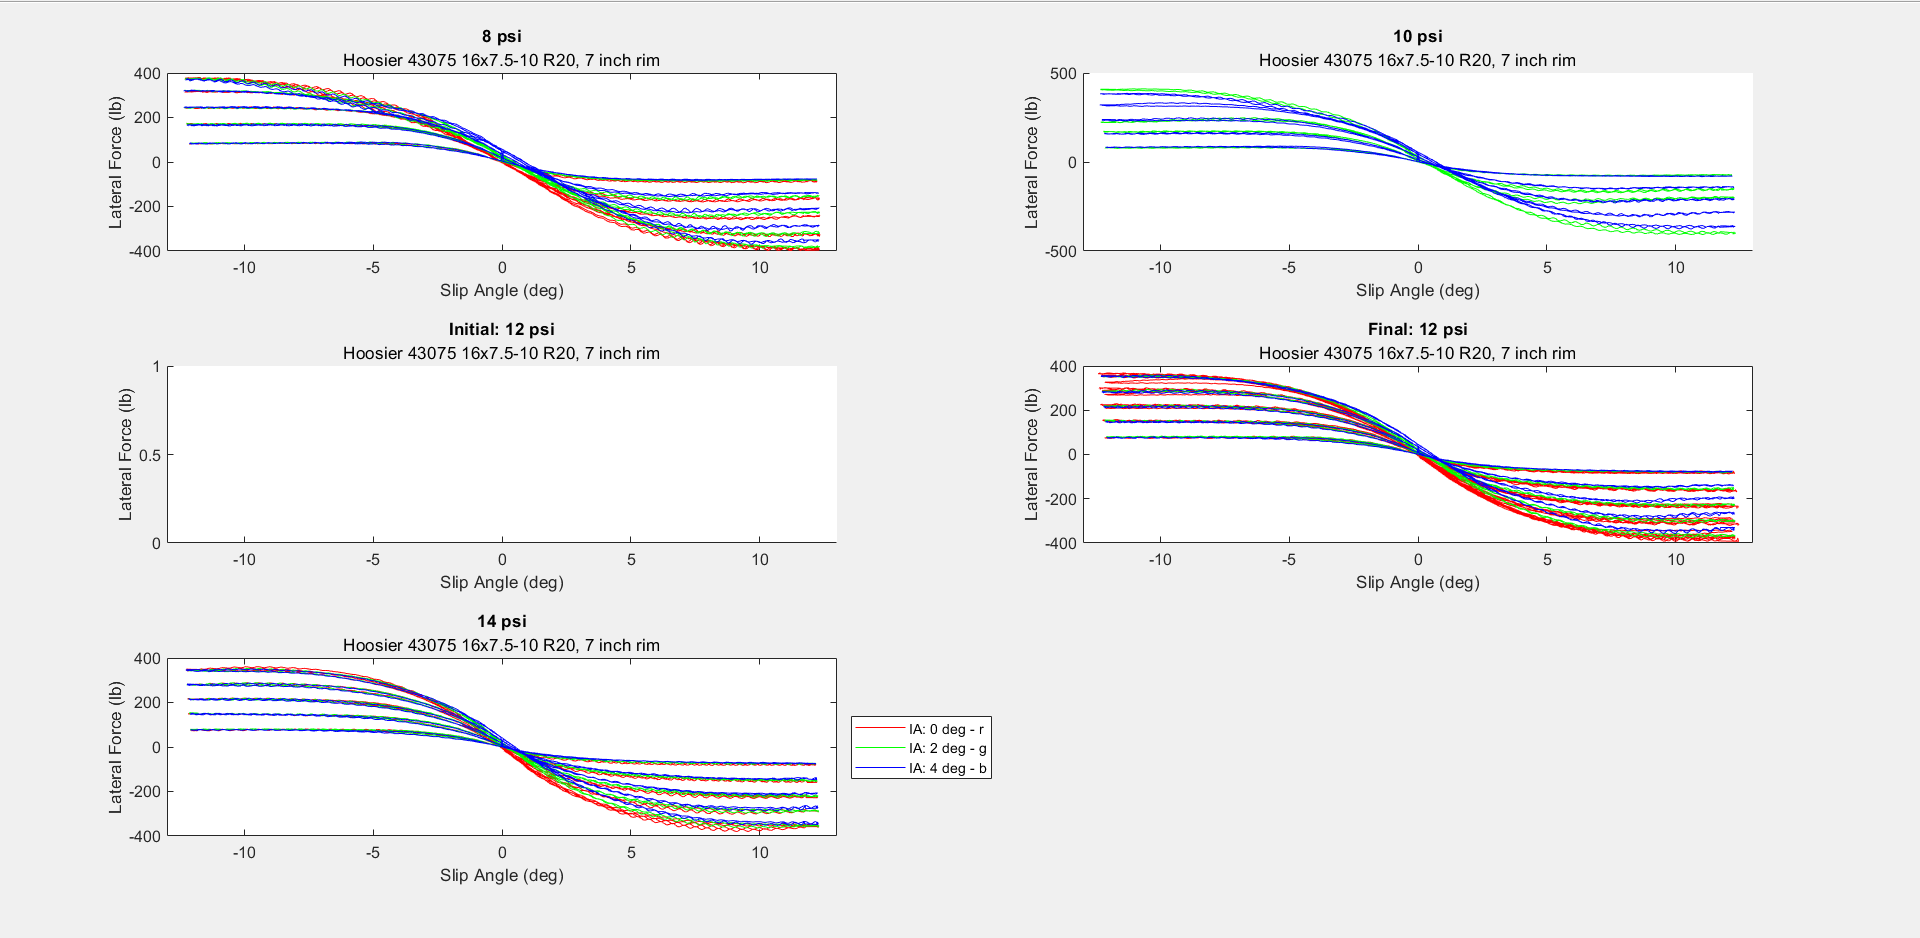 8 psi
Hoosier 43075 16x7.5-10 R20, 7 inch rim
400
200
0
-200
-400
Lateral Force (lb)
-10
-5
0
5
10
Slip Angle (deg)
10 psi
Hoosier 43075 16x7.5-10 R20, 7 inch rim
500
0
-500
Lateral Force (lb)
-10
-5
0
5
10
Slip Angle (deg)
Initial: 12 psi
Hoosier 43075 16x7.5-10 R20, 7 inch rim
1
0.5
0
Lateral Force (lb)
-10
-5
0
5
10
Slip Angle (deg)
Final: 12 psi
Hoosier 43075 16x7.5-10 R20, 7 inch rim
400
200
0
-200
-400
Lateral Force (lb)
-10
-5
0
5
10
Slip Angle (deg)
14 psi
Hoosier 43075 16x7.5-10 R20, 7 inch rim
400
200
0
-200
-400
Lateral Force (lb)
-10
-5
0
5
10
Slip Angle (deg)
IA: 0 deg - r
IA: 2 deg - g
IA: 4 deg - b